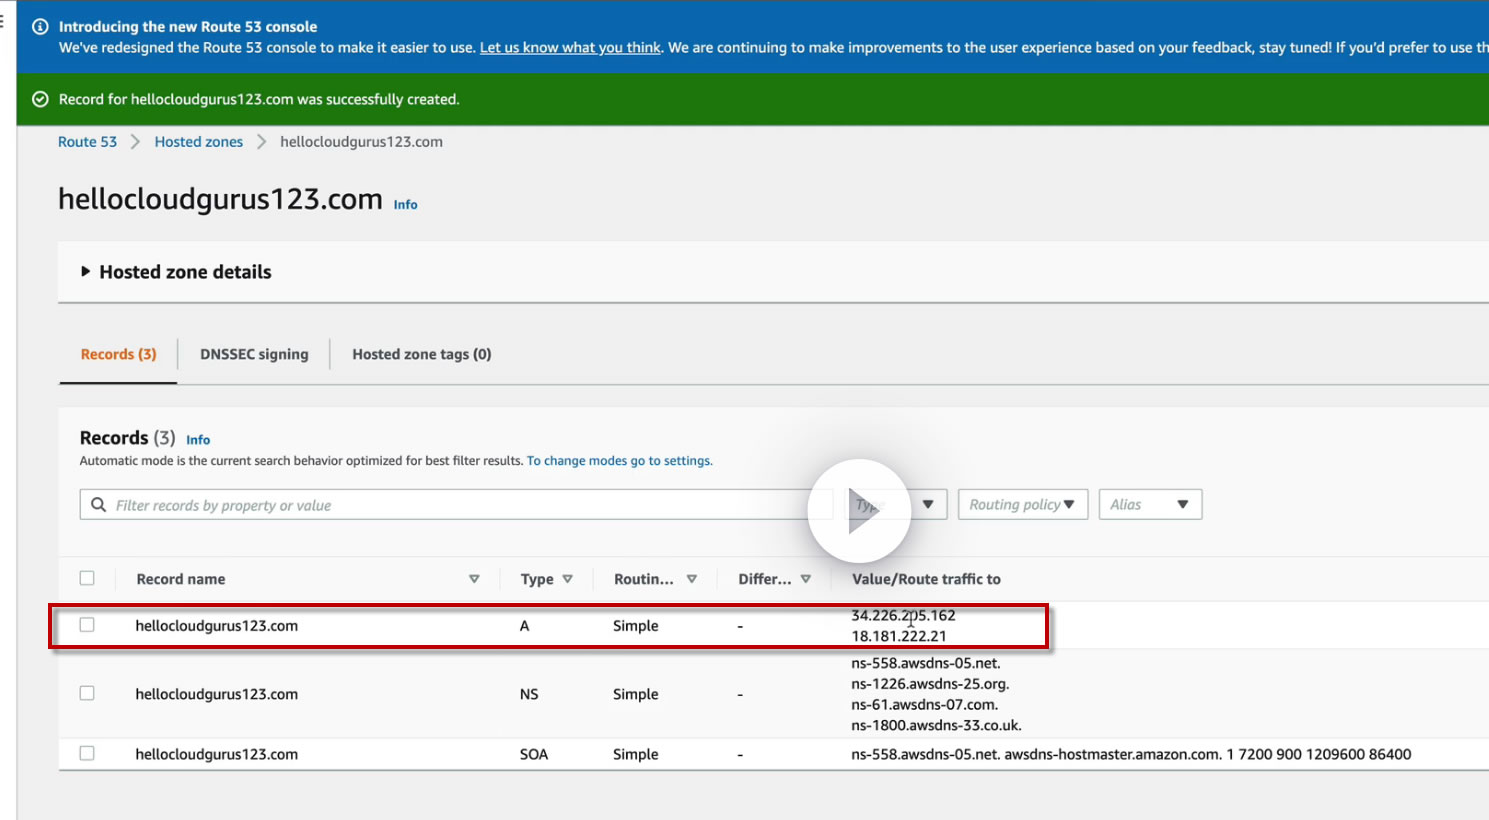 Introducing the new Route 53 console
We've redesigned the Route 53 console to make it easier to use. Let us know what you think. We are continuing to make improvements to the user experience based on your feedback, stay tuned! If you'd prefer to use th
Record for hellocloudgurus123.com was successfully created.
Route 53 > Hosted zones > hellocloudgurus123.com
hellocloudgurus123.com Info
Hosted zone details
Records (3) DNSSEC signing Hosted zone tags (0)
Records (3) Info
Automatic mode is the current search behavior optimized for best filter results. To change modes go to settings.
Filter records by property or value Type Routing policy Alias
Record name Type Routin... Differ... Value/Route traffic to
hellocloudgurus123.com A Simple - 34.226.205.162
18.181.222.21
hellocloudgurus123.com NS Simple - ns-558.awsdns-05.net.
ns-1226.awsdns-25.org.
ns-61.awsdns-07.com.
ns-1800.awsdns-33.co.uk.
hellocloudgurus123.com SOA Simple - ns-558.awsdns-05.net. awsdns-hostmaster.amazon.com. 1 7200 900 1209600 86400